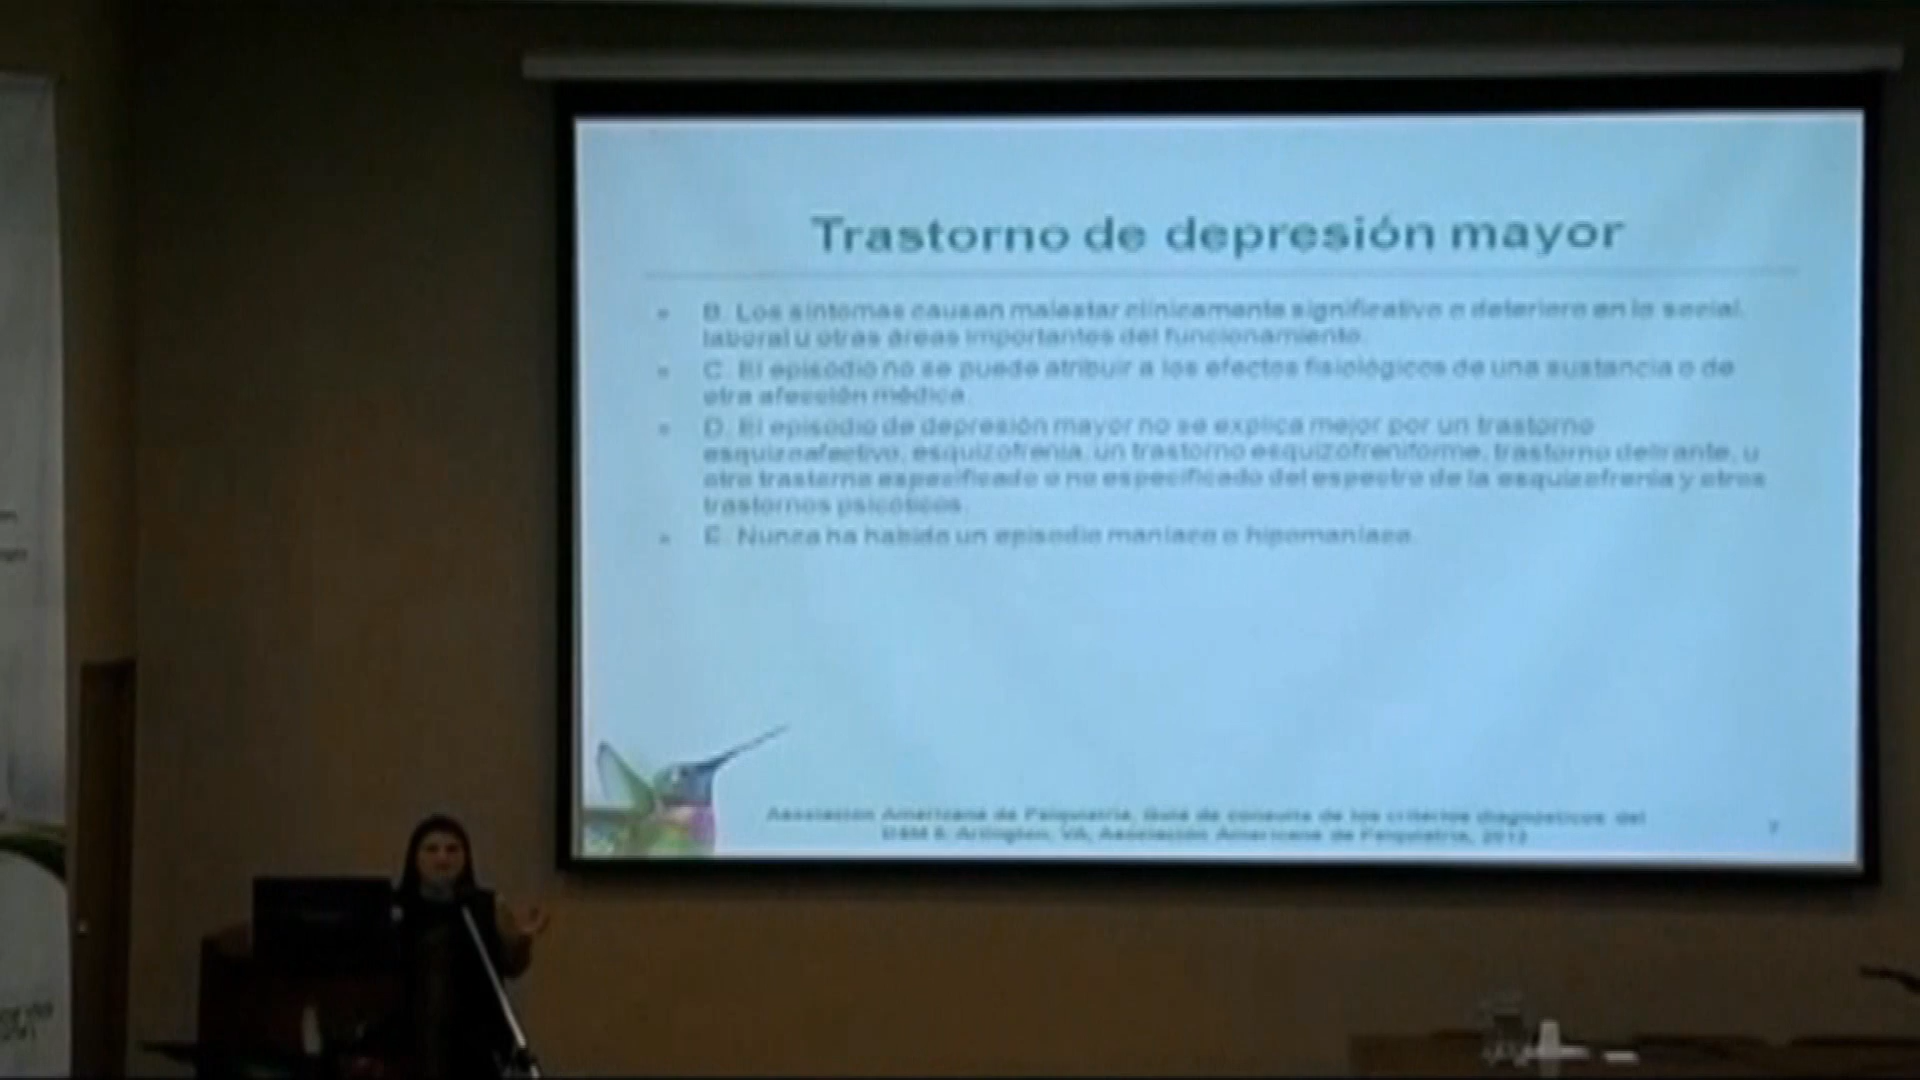 Trastorno de depresión mayor
B. Los síntomas causan malestar clínicamente significativo o deterioro en lo social,
laboral u otras áreas importantes del funcionamiento.
C. El episodio no se puede atribuir a los efectos fisiológicos de una sustancia o de
otra afección médica.
D. El episodio de depresión mayor no se explica mejor por un trastorno
esquizoafectivo, esquizofrenia, un trastorno esquizofreniforme, trastorno delirante, u
otro trastorno especificado o no especificado del espectro de la esquizofrenia y otros
trastornos psicóticos.
E. Nunca ha habido un episodio maníaco o hipomaníaco.
Asociación Americana de Psiquiatría, Guía de consulta de los criterios diagnósticos del
DSM 5. Arlington, VA, Asociación Americana de Psiquiatría, 2013
7